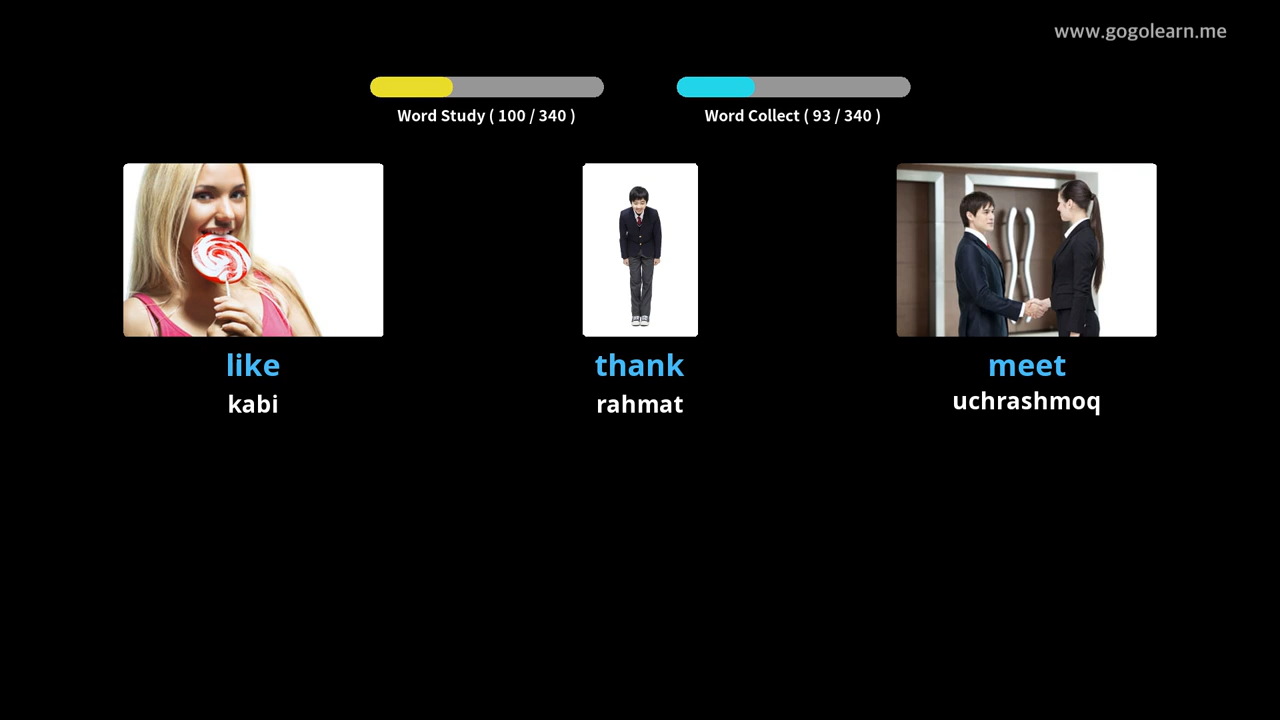 www.gogolearn.me
Word Study ( 100 / 340 )
Word Collect ( 93 / 340 )
like
kabi
thank
rahmat
meet
uchrashmoq